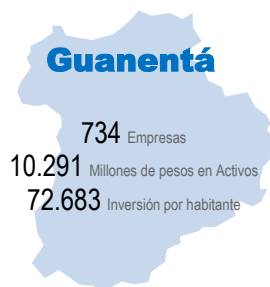 Guanentá
734 Empresas
10.291 Millones de pesos en Activos
72.683 Inversión por habitante